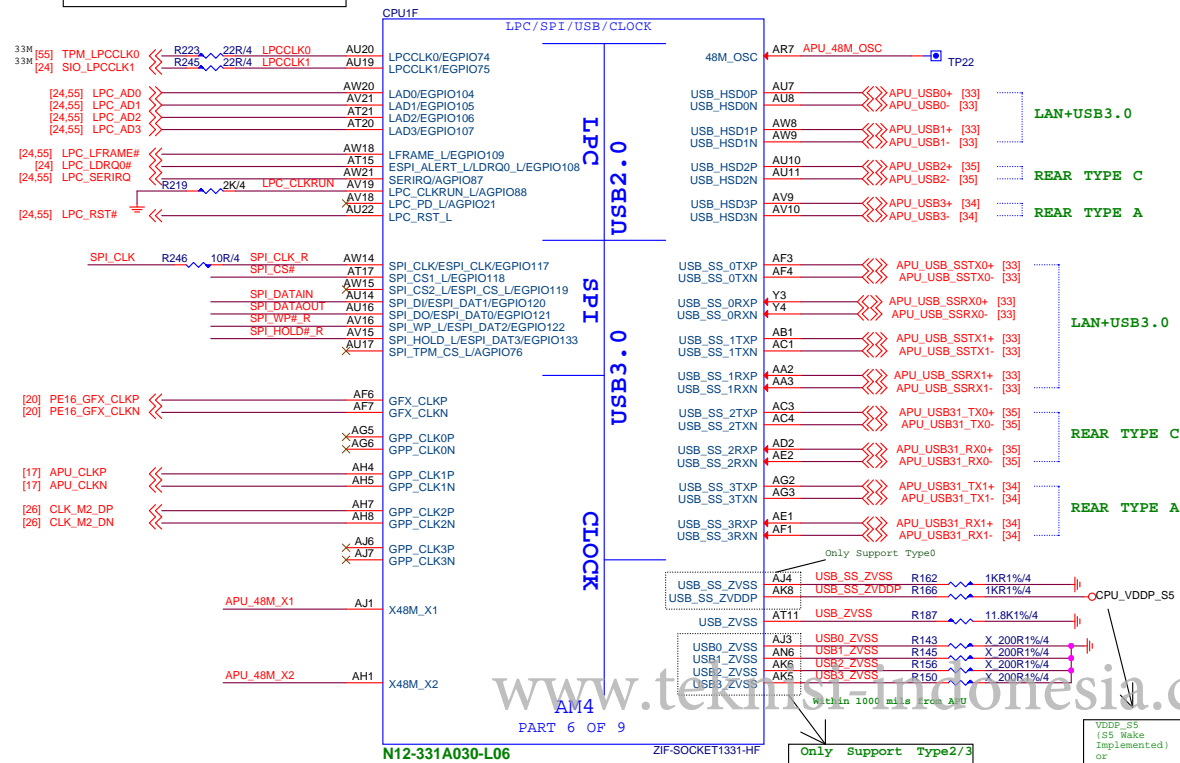 CPU1F
LPC/SPI/USB/CLOCK
33M
[55] TPM_LPCCLK0 R223 22R/4 LPCCLK0 AU20 LPCCLK0/EGPIO74
33M
[24] SIO_LPCCLK1 R245 22R/4 LPCCLK1 AU19 LPCCLK1/EGPIO75
[24,55] LPC_AD0 AW20 LAD0/EGPIO104
[24,55] LPC_AD1 AV21 LAD1/EGPIO105
[24,55] LPC_AD2 AT21 LAD2/EGPIO106
[24,55] LPC_AD3 AT20 LAD3/EGPIO107
[24,55] LPC_LFRAME# AW18 LFRAME_L/EGPIO109
[24] LPC_LDRQ0# AT15 ESPI_ALERT_L/LDRQ0_L/EGPIO108
[24,55] LPC_SERIRQ AW21 SERIRQ/AGPIO87
R219 2K/4 LPC_CLKRUN AV19 LPC_CLKRUN_L/AGPIO88
AV18 LPC_PD_L/AGPIO21
[24,55] LPC_RST# AU22 LPC_RST_L
SPI_CLK R246 10R/4 SPI_CLK_R AW14 SPI_CLK/ESPI_CLK/EGPIO117
SPI_CS# AT17 SPI_CS1_L/EGPIO118
AW15 SPI_CS2_L/ESPI_CS_L/EGPIO119
SPI_DATAIN AU14 SPI_DI/ESPI_DAT1/EGPIO120
SPI_DATAOUT AU16 SPI_DO/ESPI_DAT0/EGPIO121
SPI_WP#_R AV16 SPI_WP_L/ESPI_DAT2/EGPIO122
SPI_HOLD#_R AV15 SPI_HOLD_L/ESPI_DAT3/EGPIO133
AU17 SPI_TPM_CS_L/AGPIO76
[20] PE16_GFX_CLKP AF6 GFX_CLKP
[20] PE16_GFX_CLKN AF7 GFX_CLKN
AG5 GPP_CLK0P
AG6 GPP_CLK0N
[17] APU_CLKP AH4 GPP_CLK1P
[17] APU_CLKN AH5 GPP_CLK1N
[26] CLK_M2_DP AH7 GPP_CLK2P
[26] CLK_M2_DN AH8 GPP_CLK2N
AJ6 GPP_CLK3P
AJ7 GPP_CLK3N
APU_48M_X1 AJ1 X48M_X1
APU_48M_X2 AH1 X48M_X2
LPC
USB2.0
SPI
USB3.0
CLOCK
48M_OSC AR7 APU_48M_OSC TP22
USB_HSD0P AU7 APU_USB0+ [33]
USB_HSD0N AU8 APU_USB0- [33]
LAN+USB3.0
USB_HSD1P AW8 APU_USB1+ [33]
USB_HSD1N AW9 APU_USB1- [33]
USB_HSD2P AU10 APU_USB2+ [35]
USB_HSD2N AU11 APU_USB2- [35]
REAR TYPE C
USB_HSD3P AV9 APU_USB3+ [34]
USB_HSD3N AV10 APU_USB3- [34]
REAR TYPE A
USB_SS_0TXP AF3 APU_USB_SSTX0+ [33]
USB_SS_0TXN AF4 APU_USB_SSTX0- [33]
USB_SS_0RXP Y3 APU_USB_SSRX0+ [33]
USB_SS_0RXN Y4 APU_USB_SSRX0- [33]
LAN+USB3.0
USB_SS_1TXP AB1 APU_USB_SSTX1+ [33]
USB_SS_1TXN AC1 APU_USB_SSTX1- [33]
USB_SS_1RXP AA2 APU_USB_SSRX1+ [33]
USB_SS_1RXN AA3 APU_USB_SSRX1- [33]
USB_SS_2TXP AC3 APU_USB31_TX0+ [35]
USB_SS_2TXN AC4 APU_USB31_TX0- [35]
REAR TYPE C
USB_SS_2RXP AD2 APU_USB31_RX0+ [35]
USB_SS_2RXN AE2 APU_USB31_RX0- [35]
USB_SS_3TXP AG2 APU_USB31_TX1+ [34]
USB_SS_3TXN AG3 APU_USB31_TX1- [34]
REAR TYPE A
USB_SS_3RXP AE1 APU_USB31_RX1+ [34]
USB_SS_3RXN AF1 APU_USB31_RX1- [34]
Only Support Type0
USB_SS_ZVSS AJ4 USB_SS_ZVSS R162 1KR1%/4
USB_SS_ZVDDP AK8 USB_SS_ZVDDP R166 1KR1%/4 CPU_VDDP_S5
USB_ZVSS AT11 USB_ZVSS R187 11.8K1%/4
USB0_ZVSS AJ3 USB0_ZVSS R143 X_200R1%/4
USB1_ZVSS AN6 USB1_ZVSS R145 X_200R1%/4
USB2_ZVSS AK6 USB2_ZVSS R156 X_200R1%/4
USB3_ZVSS AK5 USB3_ZVSS R150 X_200R1%/4
www.teknisi-indonesia.c
Within 1000 mils from APU
AM4
PART 6 OF 9
N12-331A030-L06
ZIF-SOCKET1331-HF
Only Support Type2/3
VDDP_S5
(S5 Wake
Implemented)
or